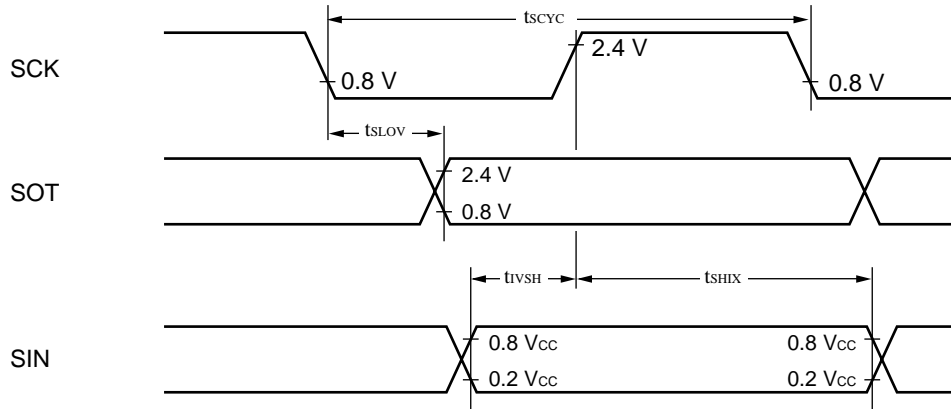 tSCYC
SCK
2.4 V
0.8 V
0.8 V
tSLOV
SOT
2.4 V
0.8 V
tIVSH
tSHIX
SIN
0.8 VCC
0.8 VCC
0.2 VCC
0.2 VCC